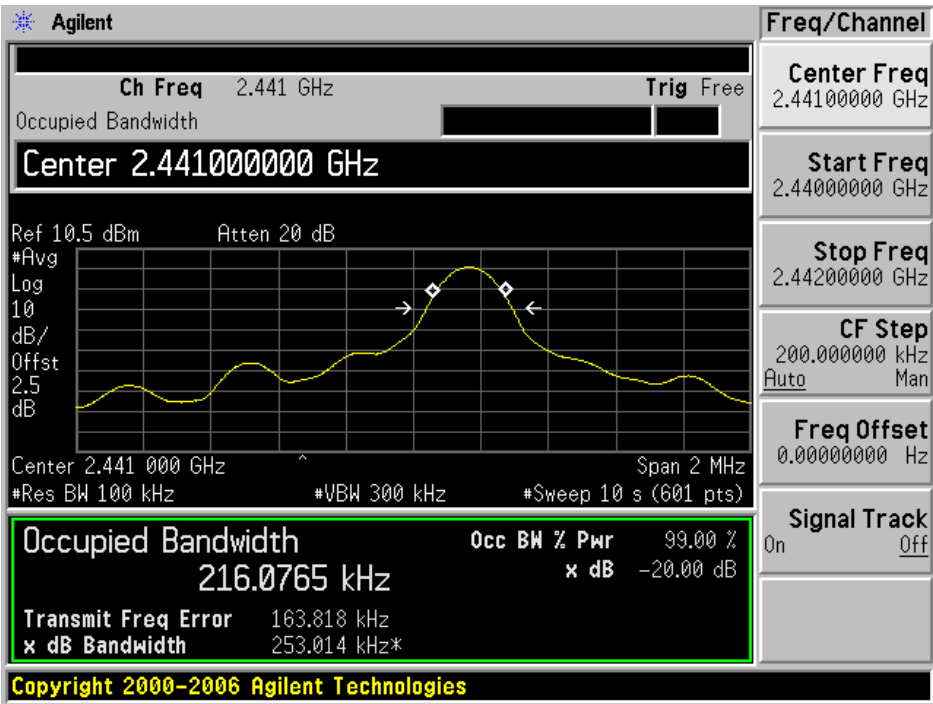 Agilent
Freq/Channel
Ch Freq 2.441 GHz Trig Free
Occupied Bandwidth
Center 2.441000000 GHz
Ref 10.5 dBm Atten 20 dB
#Avg
Log
10
dB/
Offst
2.5
dB
Center 2.441 000 GHz ^ Span 2 MHz
#Res BW 100 kHz #VBW 300 kHz #Sweep 10 s (601 pts)
Occupied Bandwidth Occ BW % Pwr 99.00 %
216.0765 kHz x dB -20.00 dB
Transmit Freq Error 163.818 kHz
x dB Bandwidth 253.014 kHz*
Copyright 2000-2006 Agilent Technologies
Center Freq
2.44100000 GHz
Start Freq
2.44000000 GHz
Stop Freq
2.44200000 GHz
CF Step
200.000000 kHz
Auto Man
Freq Offset
0.00000000 Hz
Signal Track
On Off